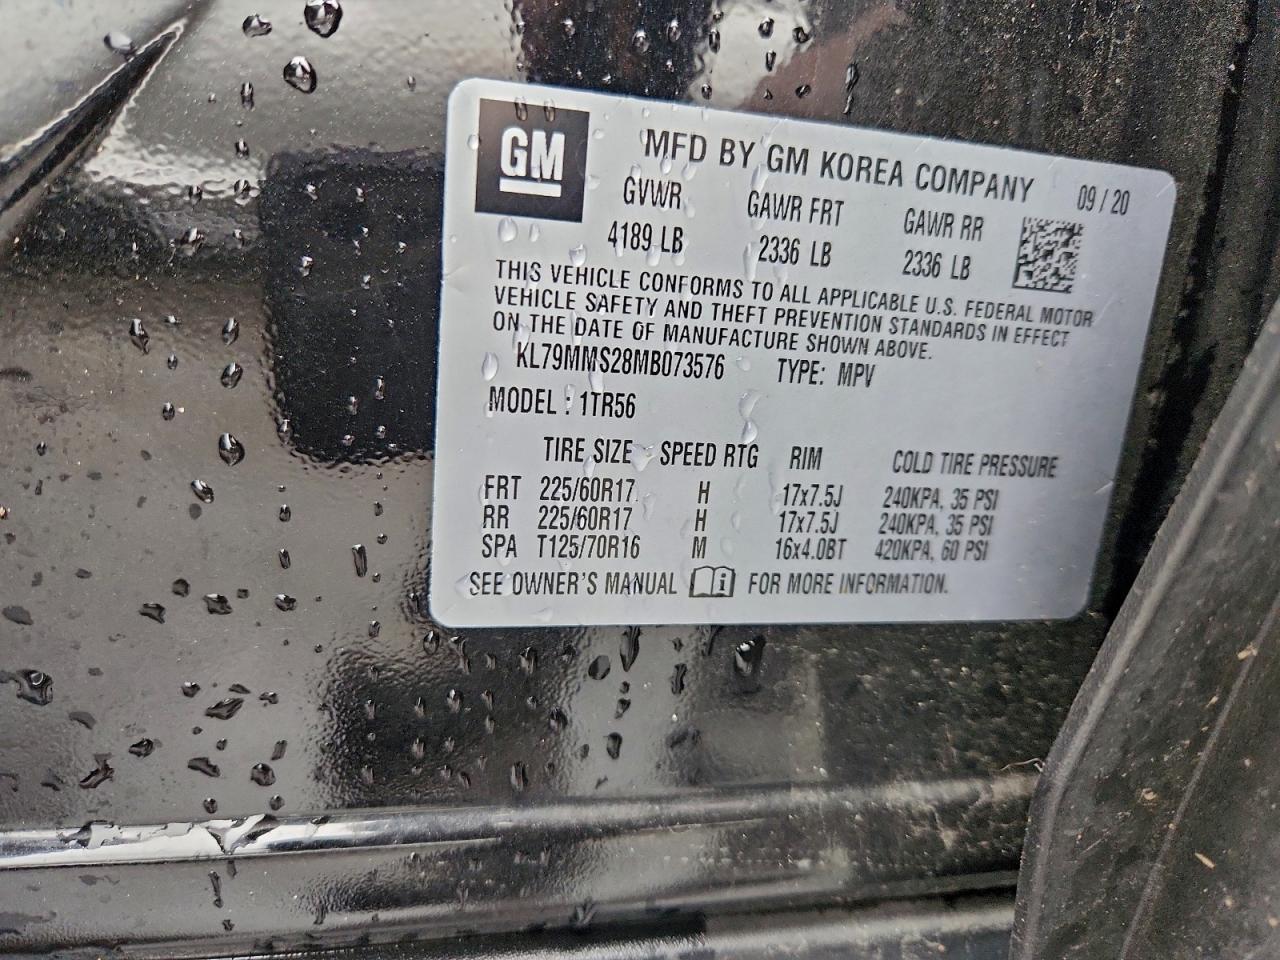 GM
MFD BY GM KOREA COMPANY 09/20
GVWR GAWR FRT GAWR RR
4189 LB 2336 LB 2336 LB
THIS VEHICLE CONFORMS TO ALL APPLICABLE U.S. FEDERAL MOTOR
VEHICLE SAFETY AND THEFT PREVENTION STANDARDS IN EFFECT
ON THE DATE OF MANUFACTURE SHOWN ABOVE.
KL79MMS28MB073576 TYPE: MPV
MODEL : 1TR56
TIRE SIZE SPEED RTG RIM COLD TIRE PRESSURE
FRT 225/60R17 H 17x7.5J 240KPA, 35 PSI
RR 225/60R17 H 17x7.5J 240KPA, 35 PSI
SPA T125/70R16 M 16x4.0BT 420KPA, 60 PSI
SEE OWNER'S MANUAL i FOR MORE INFORMATION.